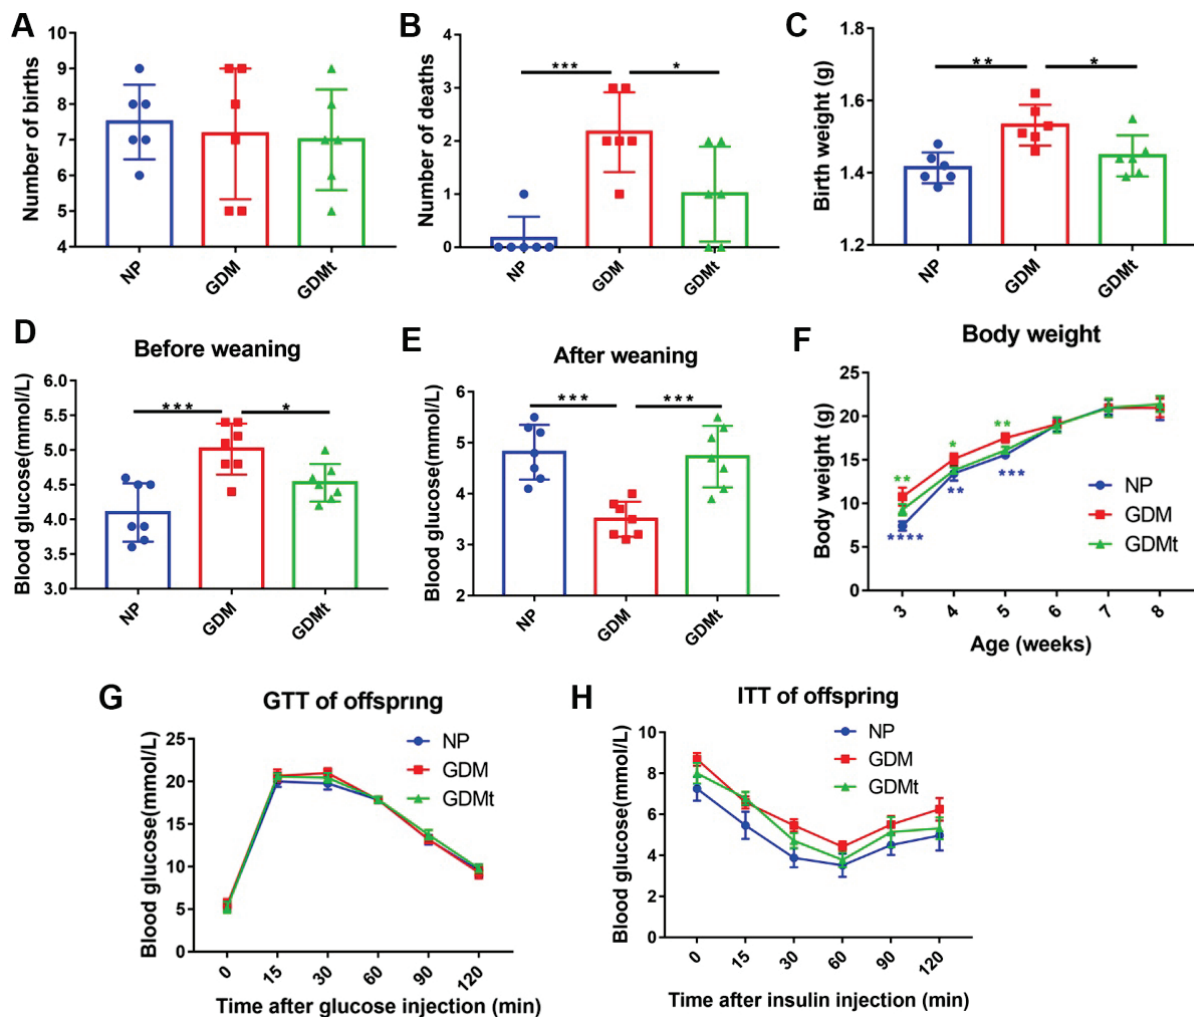 A
Number of births
10
9
8
7
6
5
4
NP
GDM
GDMt
B
Number of deaths
4
3
2
1
0
***
*
NP
GDM
GDMt
C
Birth weight (g)
1.8
1.6
1.4
1.2
**
*
NP
GDM
GDMt
D
Before weaning
Blood glucose(mmol/L)
6.0
5.5
5.0
4.5
4.0
3.5
3.0
***
*
NP
GDM
GDMt
E
After weaning
Blood glucose(mmol/L)
6
5
4
3
2
***
***
NP
GDM
GDMt
F
Body weight
Body weight (g)
25
20
15
10
5
0
**
*
**
****
**
***
NP
GDM
GDMt
3
4
5
6
7
8
Age (weeks)
G
GTT of offspring
Blood glucose(mmol/L)
25
20
15
10
5
0
NP
GDM
GDMt
0
15
30
60
90
120
Time after glucose injection (min)
H
ITT of offspring
Blood glucose(mmol/L)
10
8
6
4
2
0
NP
GDM
GDMt
0
15
30
60
90
120
Time after insulin injection (min)